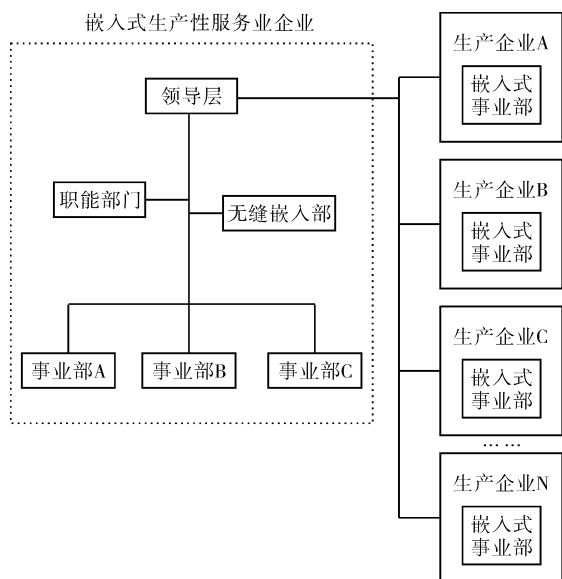 嵌入式生产性服务业企业
领导层
职能部门
无缝嵌入部
事业部A
事业部B
事业部C
生产企业A
嵌入式
事业部
生产企业B
嵌入式
事业部
生产企业C
嵌入式
事业部
……
生产企业N
嵌入式
事业部